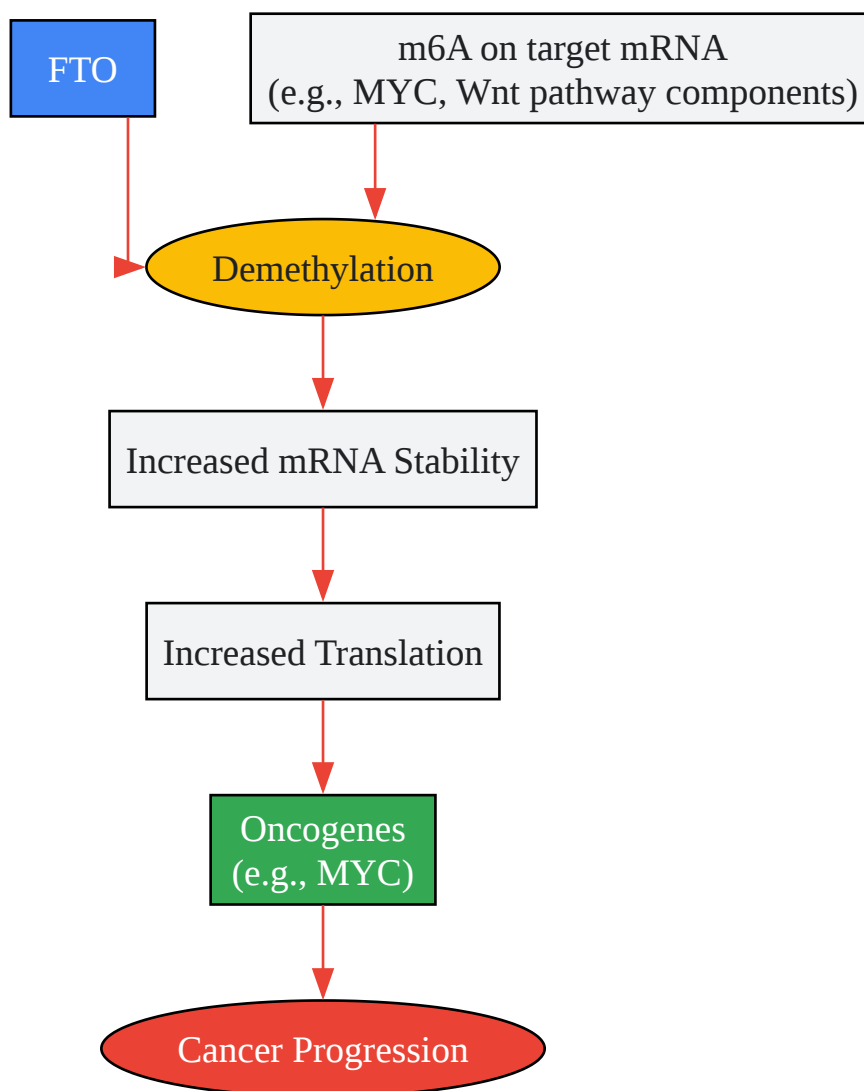 FTO
m6A on target mRNA
(e.g., MYC, Wnt pathway components)
Demethylation
Increased mRNA Stability
Increased Translation
Oncogenes
(e.g., MYC)
Cancer Progression